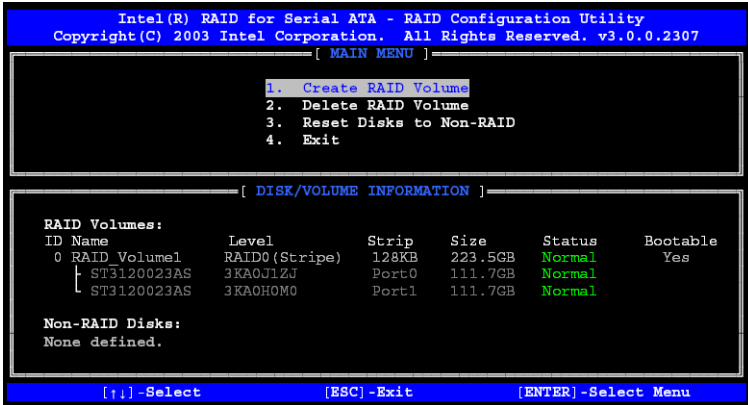 Intel(R) RAID for Serial ATA - RAID Configuration Utility
Copyright(C) 2003 Intel Corporation.  All Rights Reserved. v3.0.0.2307
[ MAIN MENU ]
1.  Create RAID Volume
2.  Delete RAID Volume
3.  Reset Disks to Non-RAID
4.  Exit
[ DISK/VOLUME INFORMATION ]
RAID Volumes:
ID Name Level Strip Size Status Bootable
0 RAID_Volume1 RAID0(Stripe) 128KB 223.5GB Normal Yes
ST3120023AS 3KA0J1ZJ Port0 111.7GB Normal
ST3120023AS 3KA0H0M0 Port1 111.7GB Normal
Non-RAID Disks:
None defined.
[↑↓]-Select [ESC]-Exit [ENTER]-Select Menu